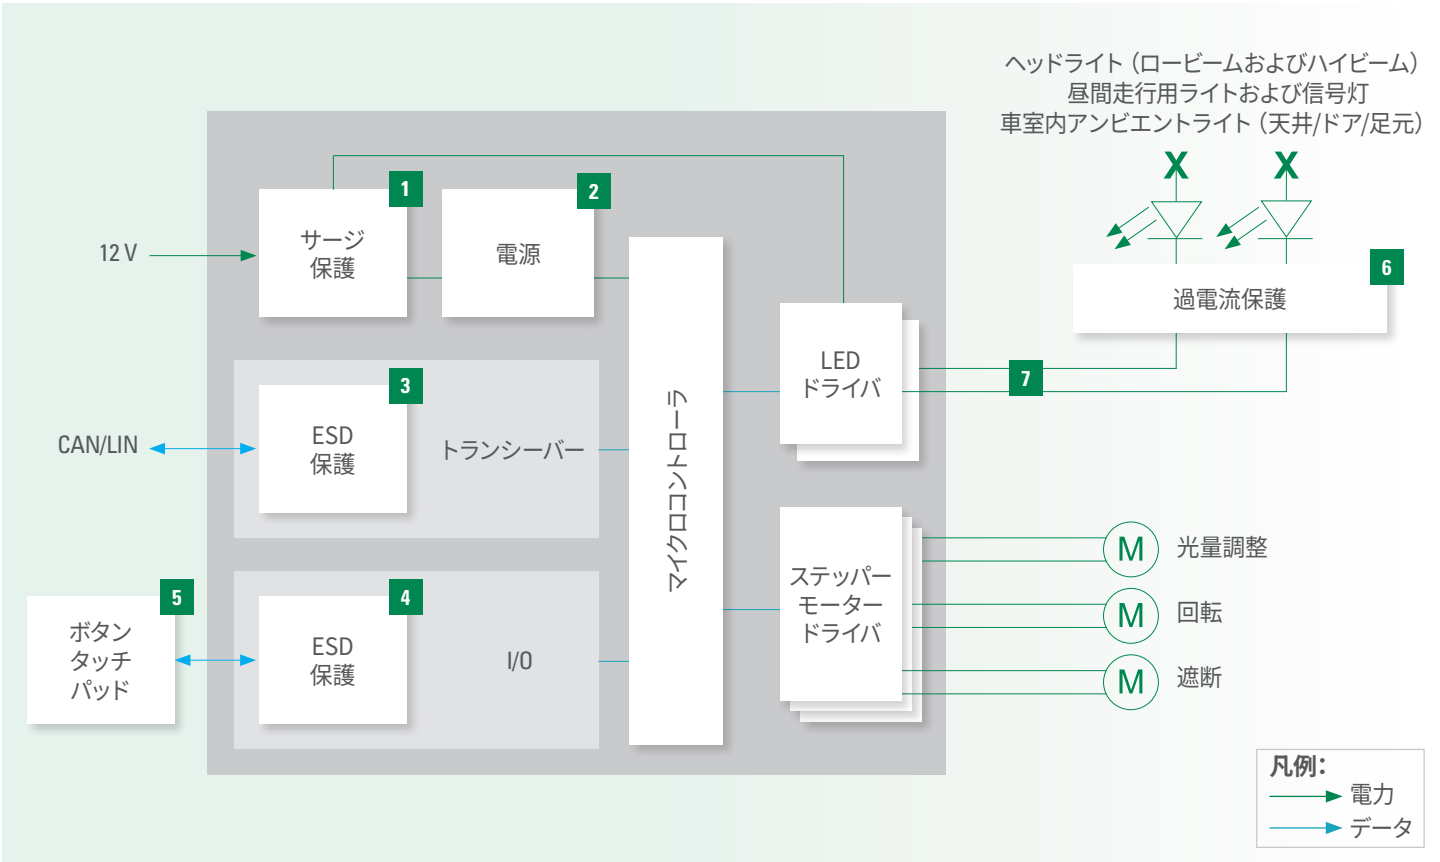 ヘッドライト（ロービームおよびハイビーム）
昼間走行用ライトおよび信号灯
車室内アンビエントライト（天井/ドア/足元）
X
X
1
サージ
保護
2
電源
12 V
6
過電流保護
LED
ドライバ
7
3
ESD
保護
トランシーバー
CAN/LIN
マイクロコントローラ
ステッパー
モーター
ドライバ
M
光量調整
M
回転
M
遮断
5
ボタン
タッチ
パッド
4
ESD
保護
I/O
凡例：
電力
データ